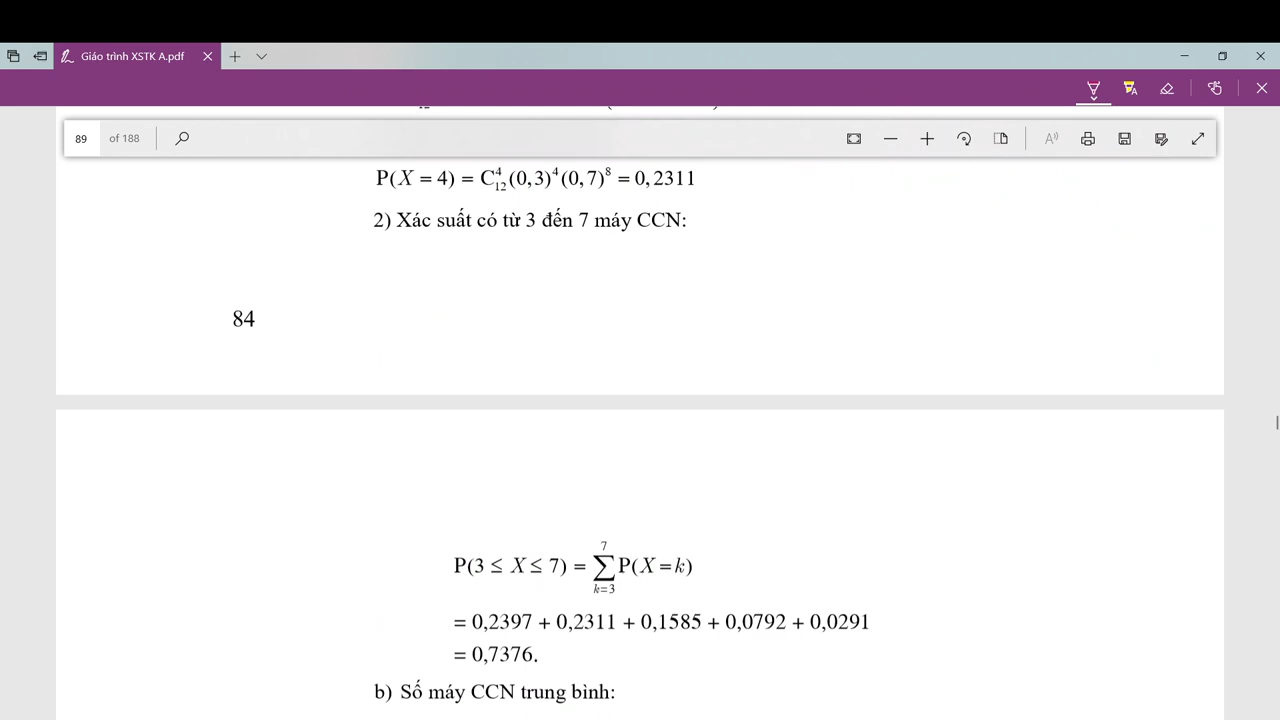 Giáo trình XSTK A.pdf
89 of 188
P(X = 4) = C₁₂⁴(0,3)⁴(0,7)⁸ = 0,2311
2) Xác suất có từ 3 đến 7 máy CCN:
84
P(3 ≤ X ≤ 7) = ∑ₖ₌₃⁷ P(X = k)
= 0,2397 + 0,2311 + 0,1585 + 0,0792 + 0,0291
= 0,7376.
b) Số máy CCN trung bình: